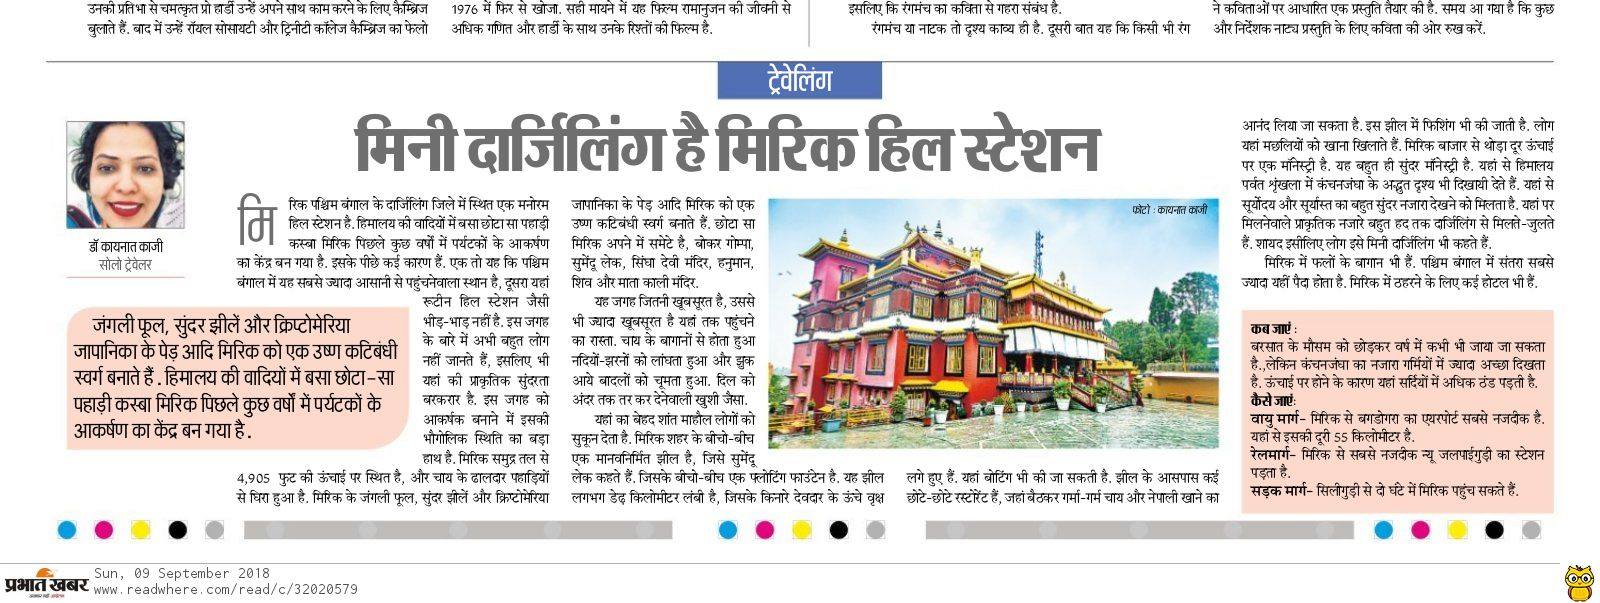 उनकी प्रतिभा से चमत्कृत प्रो हार्डी उन्हें अपने साथ काम करने के लिए कैम्ब्रिज
बुलाते हैं. बाद में उन्हें रॉयल सोसायटी और ट्रिनीटी कॉलेज कैम्ब्रिज का फेलो
1976 में फिर से खोजा. सही मायने में यह फिल्म रामानुजन की जीवनी से
अधिक गणित और हार्डी के साथ उनके रिश्तों की फिल्म है.
इसलिए कि रंगमंच का कविता से गहरा संबंध है.
रंगमंच या नाटक तो दृश्य काव्य ही है. दूसरी बात यह कि किसी भी रंग
ने कविताओं पर आधारित एक प्रस्तुति तैयार की है. समय आ गया है कि कुछ
और निर्देशक नाट्य प्रस्तुति के लिए कविता की ओर रुख करें.
ट्रेवेलिंग
मिनी दार्जिलिंग है मिरिक हिल स्टेशन
डॉ कायनात काजी
सोलो ट्रेवेलर
जंगली फूल, सुंदर झीलें और क्रिप्टोमेरिया
जापानिका के पेड़ आदि मिरिक को एक उष्ण कटिबंधी
स्वर्ग बनाते हैं. हिमालय की वादियों में बसा छोटा-सा
पहाड़ी कस्बा मिरिक पिछले कुछ वर्षों में पर्यटकों के
आकर्षण का केंद्र बन गया है.
मिरिक पश्चिम बंगाल के दार्जिलिंग जिले में स्थित एक मनोरम
हिल स्टेशन है. हिमालय की वादियों में बसा छोटा सा पहाड़ी
कस्बा मिरिक पिछले कुछ वर्षों में पर्यटकों के आकर्षण
का केंद्र बन गया है. इसके पीछे कई कारण हैं. एक तो यह कि पश्चिम
बंगाल में यह सबसे ज्यादा आसानी से पहुंचनेवाला स्थान है, दूसरा यहां
रूटीन हिल स्टेशन जैसी
भीड़-भाड़ नहीं है. इस जगह
के बारे में अभी बहुत लोग
नहीं जानते हैं, इसलिए भी
यहां की प्राकृतिक सुंदरता
बरकरार है. इस जगह को
आकर्षक बनाने में इसकी
भौगोलिक स्थिति का बड़ा
हाथ है. मिरिक समुद्र तल से
4,905 फुट की ऊंचाई पर स्थित है, और चाय के ढालदार पहाड़ियों
से घिरा हुआ है. मिरिक के जंगली फूल, सुंदर झीलें और क्रिप्टोमेरिया
जापानिका के पेड़ आदि मिरिक को एक
उष्ण कटिबंधी स्वर्ग बनाते हैं. छोटा सा
मिरिक अपने में समेटे है, बोकर गोम्पा,
सुमेंदू लेक, सिंघा देवी मंदिर, हनुमान,
शिव और माता काली मंदिर.
यह जगह जितनी खूबसूरत है, उससे
भी ज्यादा खूबसूरत है यहां तक पहुंचने
का रास्ता. चाय के बागानों से होता हुआ
नदियों-झरनों को लांघता हुआ और झुक
आये बादलों को चूमता हुआ. दिल को
अंदर तक तर कर देनेवाली खुशी जैसा.
यहां का बेहद शांत माहौल लोगों को
सुकून देता है. मिरिक शहर के बीचो-बीच
एक मानवनिर्मित झील है, जिसे सुमेंदू
लेक कहते हैं. जिसके बीचो-बीच एक फ्लोटिंग फाउंटेन है. यह झील
लगभग डेढ़ किलोमीटर लंबी है, जिसके किनारे देवदार के ऊंचे वृक्ष
फोटो : कायनात काजी
लगे हुए हैं. यहां बोटिंग भी की जा सकती है. झील के आसपास कई
छोटे-छोटे रस्टोरेंट हैं, जहां बैठकर गर्मा-गर्म चाय और नेपाली खाने का
आनंद लिया जा सकता है. इस झील में फिशिंग भी की जाती है. लोग
यहां मछलियों को खाना खिलाते हैं. मिरिक बाजार से थोड़ा दूर ऊंचाई
पर एक मॉनेस्ट्री है. यह बहुत ही सुंदर मॉनेस्ट्री है. यहां से हिमालय
पर्वत शृंखला में कंचनजंघा के अद्भुत दृश्य भी दिखायी देते हैं. यहां से
सूर्योदय और सूर्यास्त का बहुत सुंदर नजारा देखने को मिलता है. यहां पर
मिलनेवाले प्राकृतिक नजारे बहुत हद तक दार्जिलिंग से मिलते-जुलते
हैं. शायद इसीलिए लोग इसे मिनी दार्जिलिंग भी कहते हैं.
मिरिक में फलों के बागान भी हैं. पश्चिम बंगाल में संतरा सबसे
ज्यादा यहीं पैदा होता है. मिरिक में ठहरने के लिए कई होटल भी हैं.
कब जाएं :
बरसात के मौसम को छोड़कर वर्ष में कभी भी जाया जा सकता
है.,लेकिन कंचनजंघा का नजारा गर्मियों में ज्यादा अच्छा दिखता
है. ऊंचाई पर होने के कारण यहां सर्दियों में अधिक ठंड पड़ती है.
कैसे जाएं:
वायु मार्ग- मिरिक से बगडोगरा का एयरपोर्ट सबसे नजदीक है.
यहां से इसकी दूरी 55 किलोमीटर है.
रेलमार्ग- मिरिक से सबसे नजदीक न्यू जलपाईगुड़ी का स्टेशन
पड़ता है.
सड़क मार्ग- सिलीगुड़ी से दो घंटे में मिरिक पहुंच सकते हैं.
प्रभात खबर
Sun, 09 September 2018
www.readwhere.com/read/c/32020579